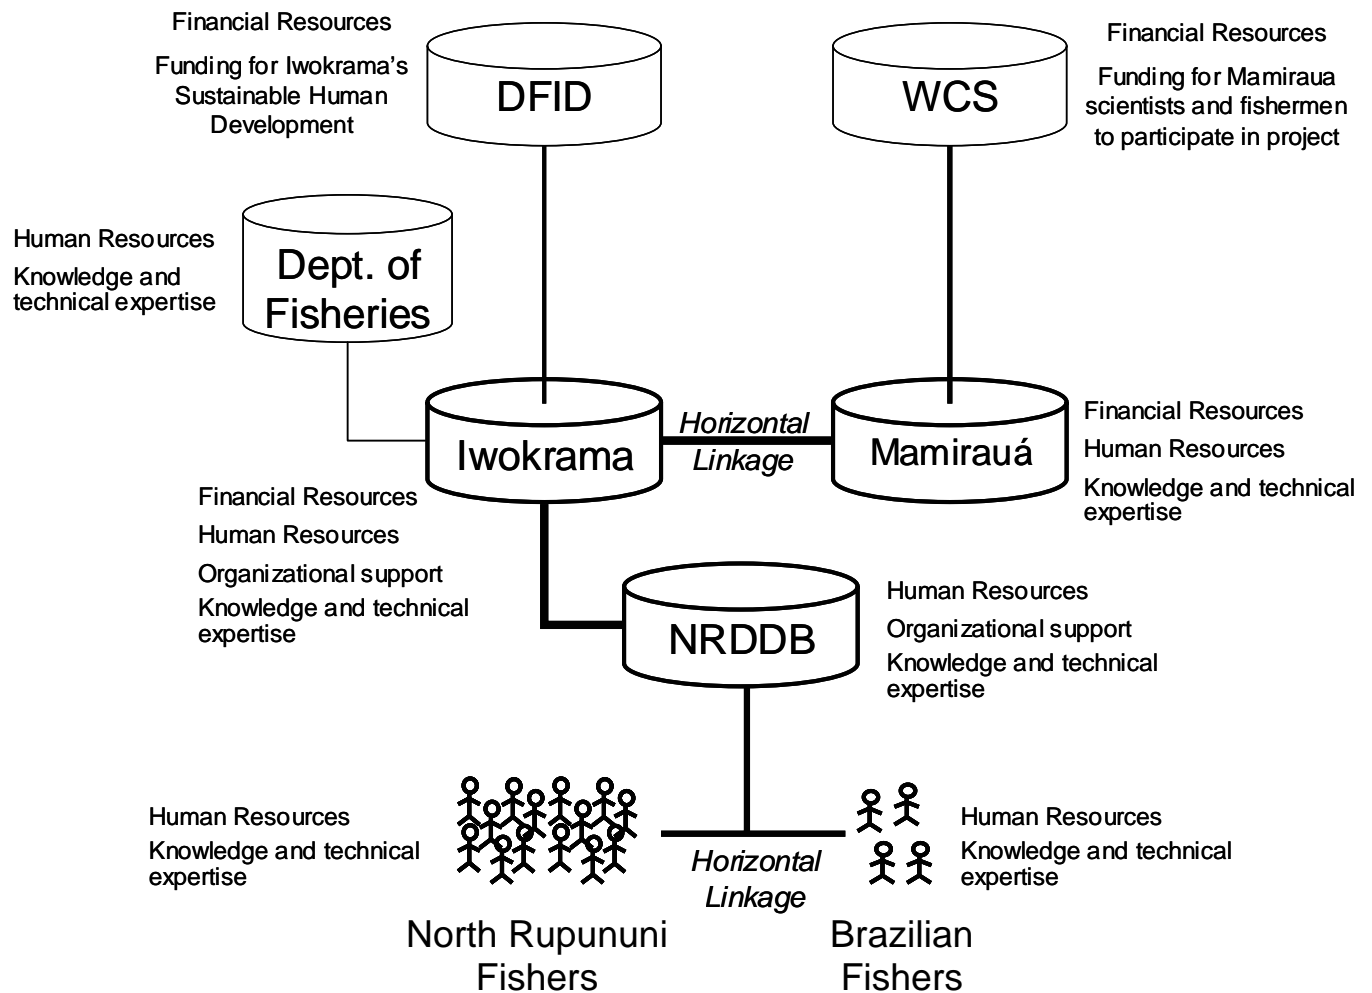 Financial Resources
Funding for Iwokrama's
Sustainable Human
Development
DFID
WCS
Financial Resources
Funding for Mamiraua
scientists and fishermen
to participate in project
Human Resources
Knowledge and
technical expertise
Dept. of
Fisheries
Iwokrama
Horizontal
Linkage
Mamirauá
Financial Resources
Human Resources
Knowledge and technical
expertise
Financial Resources
Human Resources
Organizational support
Knowledge and technical
expertise
NRDDB
Human Resources
Organizational support
Knowledge and technical
expertise
Human Resources
Knowledge and technical
expertise
Horizontal
Linkage
Human Resources
Knowledge and technical
expertise
North Rupununi
Fishers
Brazilian
Fishers